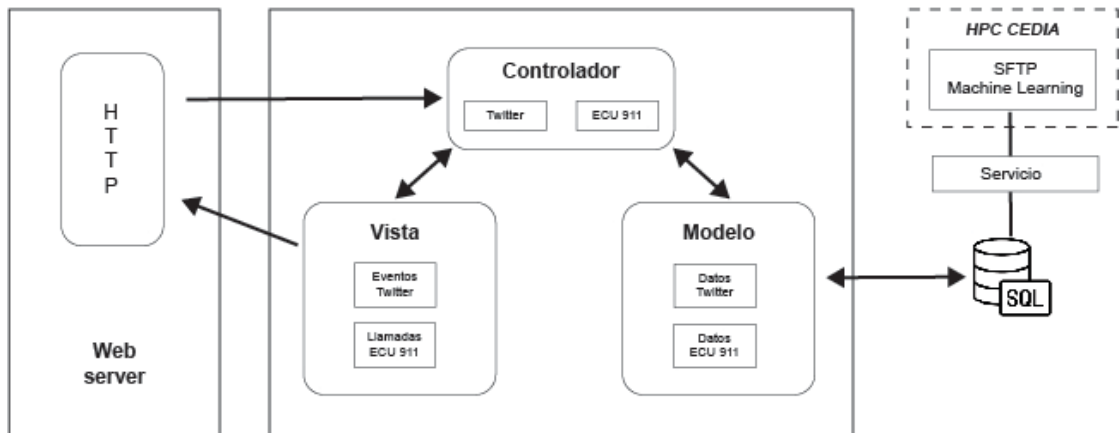 H
T
T
P
Web
server
Controlador
Twitter
ECU 911
Vista
Eventos
Twitter
Llamadas
ECU 911
Modelo
Datos
Twitter
Datos
ECU 911
HPC CEDIA
SFTP
Machine Learning
Servicio
SQL